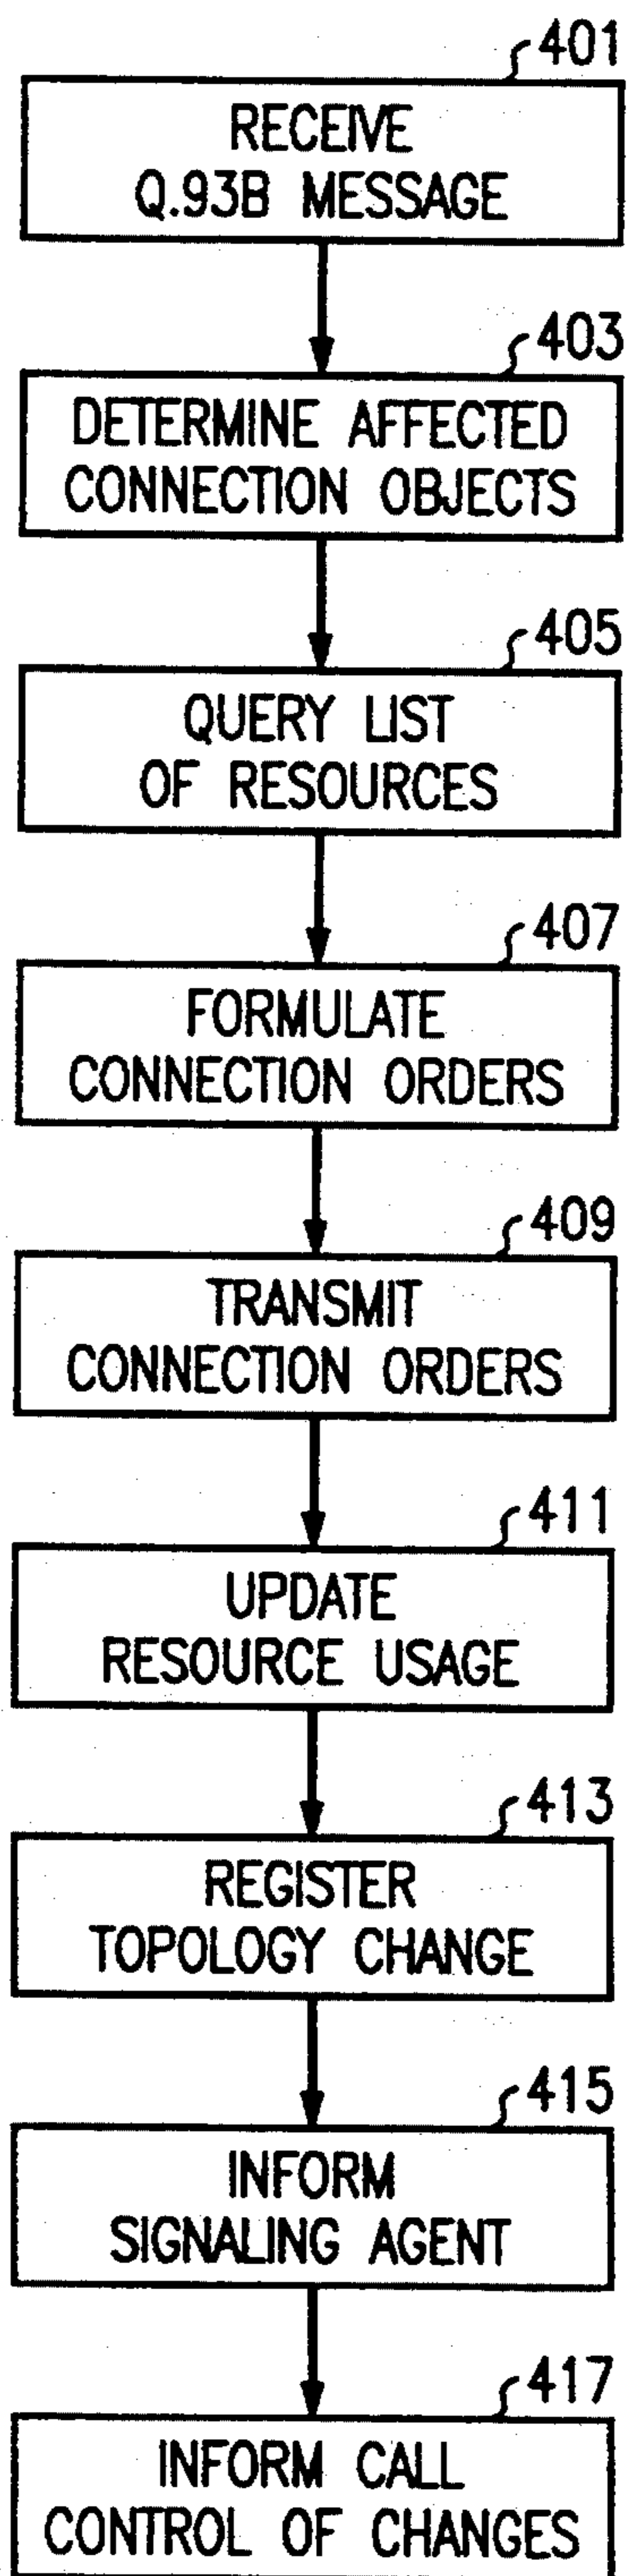 401
RECEIVE
Q.93B MESSAGE
403
DETERMINE AFFECTED
CONNECTION OBJECTS
405
QUERY LIST
OF RESOURCES
407
FORMULATE
CONNECTION ORDERS
409
TRANSMIT
CONNECTION ORDERS
411
UPDATE
RESOURCE USAGE
413
REGISTER
TOPOLOGY CHANGE
415
INFORM
SIGNALING AGENT
417
INFORM CALL
CONTROL OF CHANGES